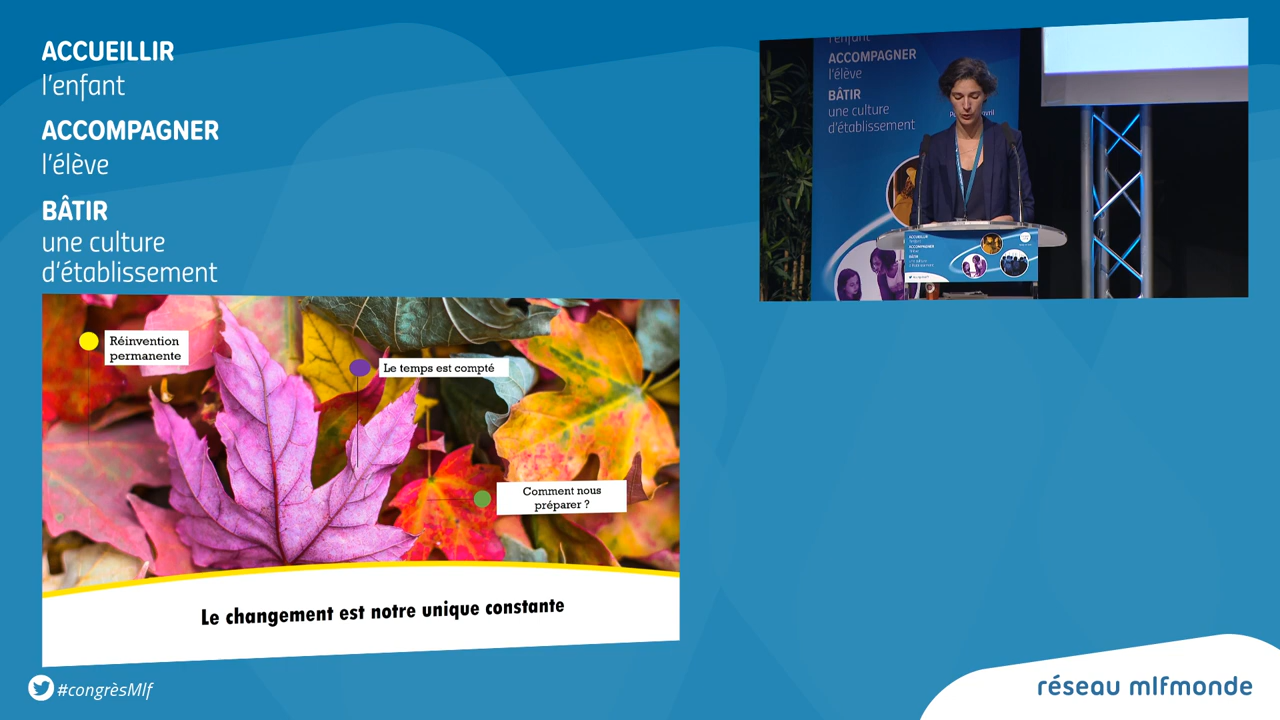 ACCUEILLIR
l'enfant
ACCOMPAGNER
l'élève
BÂTIR
une culture
d'établissement
l'enfant
ACCOMPAGNER
l'élève
BÂTIR
une culture
d'établissement
Réinvention
permanente
Le temps est compté
Comment nous
préparer ?
Le changement est notre unique constante
#congrèsMlf
réseau mlfmonde